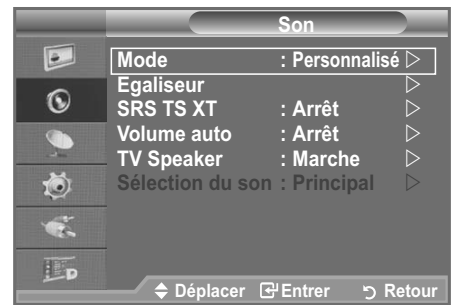 Son
Mode : Personnalisé
Egaliseur
SRS TS XT : Arrêt
Volume auto : Arrêt
TV Speaker : Marche
Sélection du son : Principal
Déplacer Entrer Retour